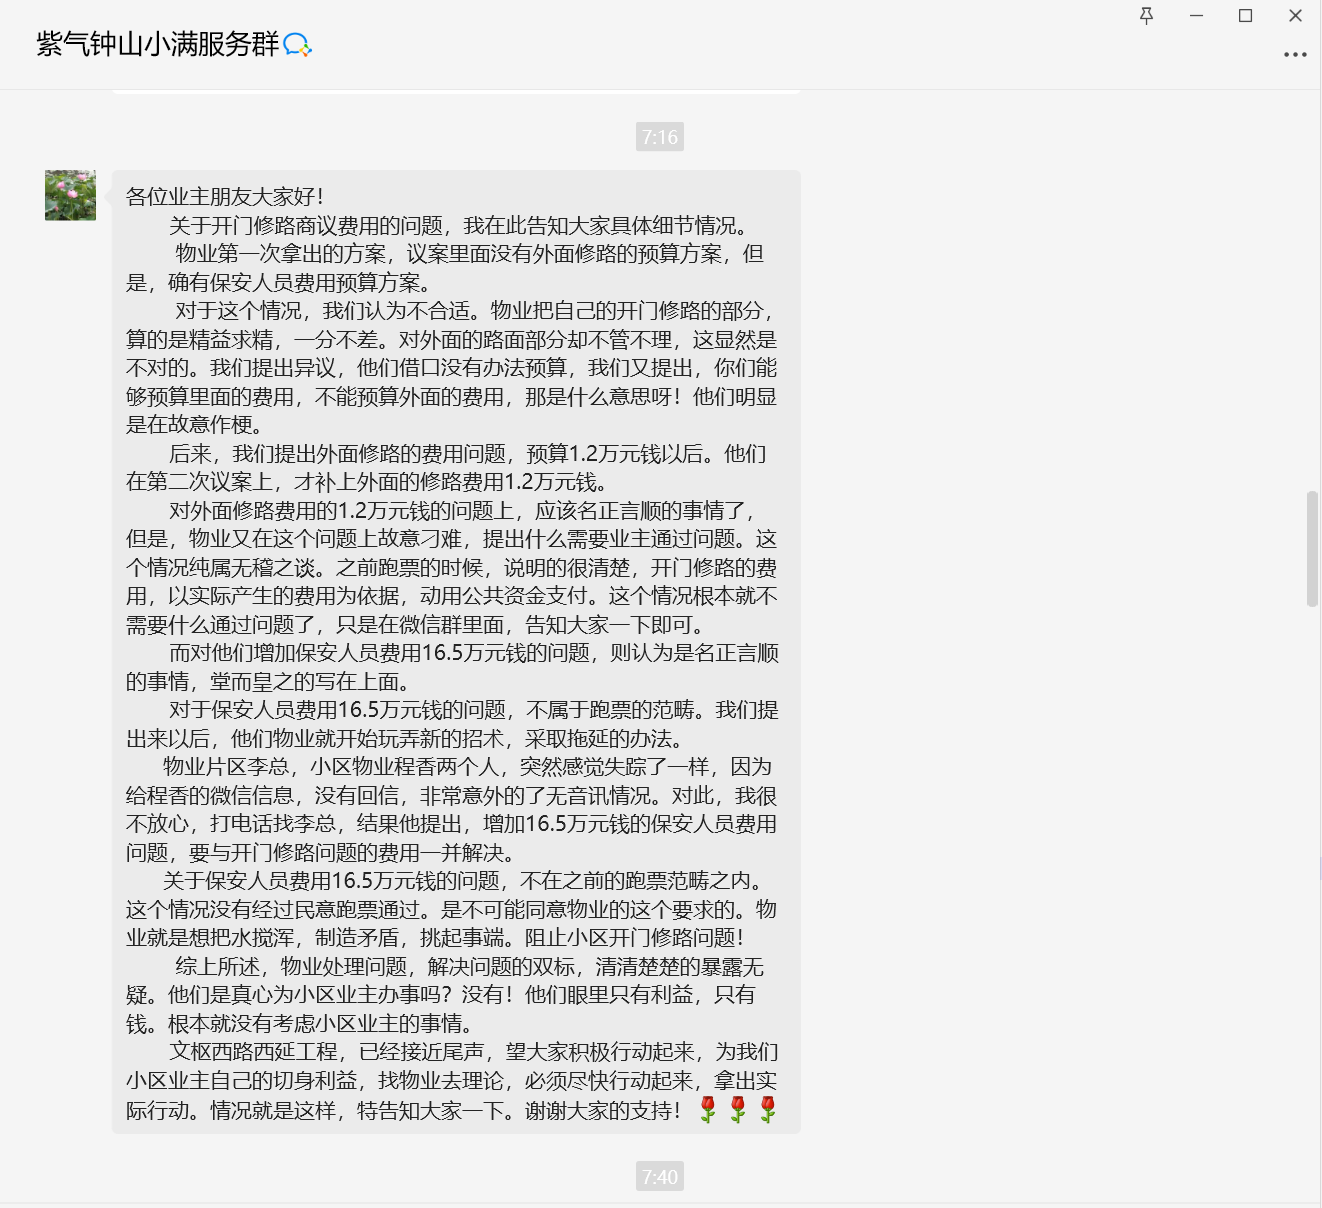 紫气钟山小满服务群
7:16
各位业主朋友大家好！
关于开门修路商议费用的问题，我在此告知大家具体细节情况。
物业第一次拿出的方案，议案里面没有外面修路的预算方案，但
是，确有保安人员费用预算方案。
对于这个情况，我们认为不合适。物业把自己的开门修路的部分，
算的是精益求精，一分不差。对外面的路面部分却不管不理，这显然是
不对的。我们提出异议，他们借口没有办法预算，我们又提出，你们能
够预算里面的费用，不能预算外面的费用，那是什么意思呀！他们明显
是在故意作梗。
后来，我们提出外面修路的费用问题，预算1.2万元钱以后。他们
在第二次议案上，才补上外面的修路费用1.2万元钱。
对外面修路费用的1.2万元钱的问题上，应该名正言顺的事情了，
但是，物业又在这个问题上故意刁难，提出什么需要业主通过问题。这
个情况纯属无稽之谈。之前跑票的时候，说明的很清楚，开门修路的费
用，以实际产生的费用为依据，动用公共资金支付。这个情况根本就不
需要什么通过问题了，只是在微信群里面，告知大家一下即可。
而对他们增加保安人员费用16.5万元钱的问题，则认为是名正言顺
的事情，堂而皇之的写在上面。
对于保安人员费用16.5万元钱的问题，不属于跑票的范畴。我们提
出来以后，他们物业就开始玩弄新的招术，采取拖延的办法。
物业片区李总，小区物业程香两个人，突然感觉失踪了一样，因为
给程香的微信信息，没有回信，非常意外的了无音讯情况。对此，我很
不放心，打电话找李总，结果他提出，增加16.5万元钱的保安人员费用
问题，要与开门修路问题的费用一并解决。
关于保安人员费用16.5万元钱的问题，不在之前的跑票范畴之内。
这个情况没有经过民意跑票通过。是不可能同意物业的这个要求的。物
业就是想把水搅浑，制造矛盾，挑起事端。阻止小区开门修路问题！
综上所述，物业处理问题，解决问题的双标，清清楚楚的暴露无
疑。他们是真心为小区业主办事吗？没有！他们眼里只有利益，只有
钱。根本就没有考虑小区业主的事情。
文枢西路西延工程，已经接近尾声，望大家积极行动起来，为我们
小区业主自己的切身利益，找物业去理论，必须尽快行动起来，拿出实
际行动。情况就是这样，特告知大家一下。谢谢大家的支持！🌹🌹🌹
7:40